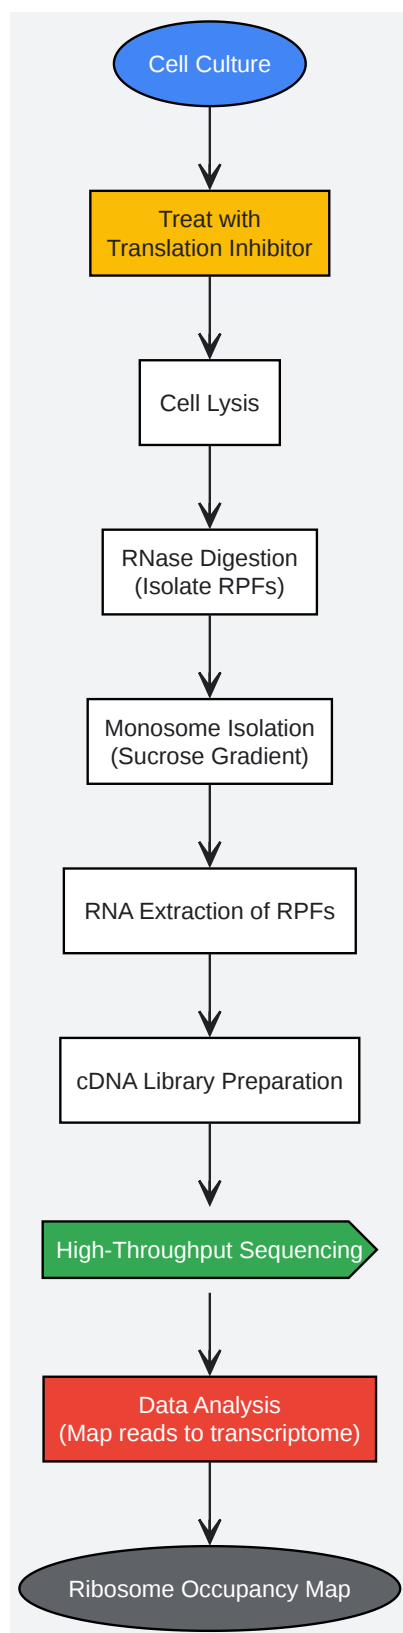 Cell Culture
Treat with
Translation Inhibitor
Cell Lysis
RNase Digestion
(Isolate RPFs)
Monosome Isolation
(Sucrose Gradient)
RNA Extraction of RPFs
cDNA Library Preparation
High-Throughput Sequencing
Data Analysis
(Map reads to transcriptome)
Ribosome Occupancy Map